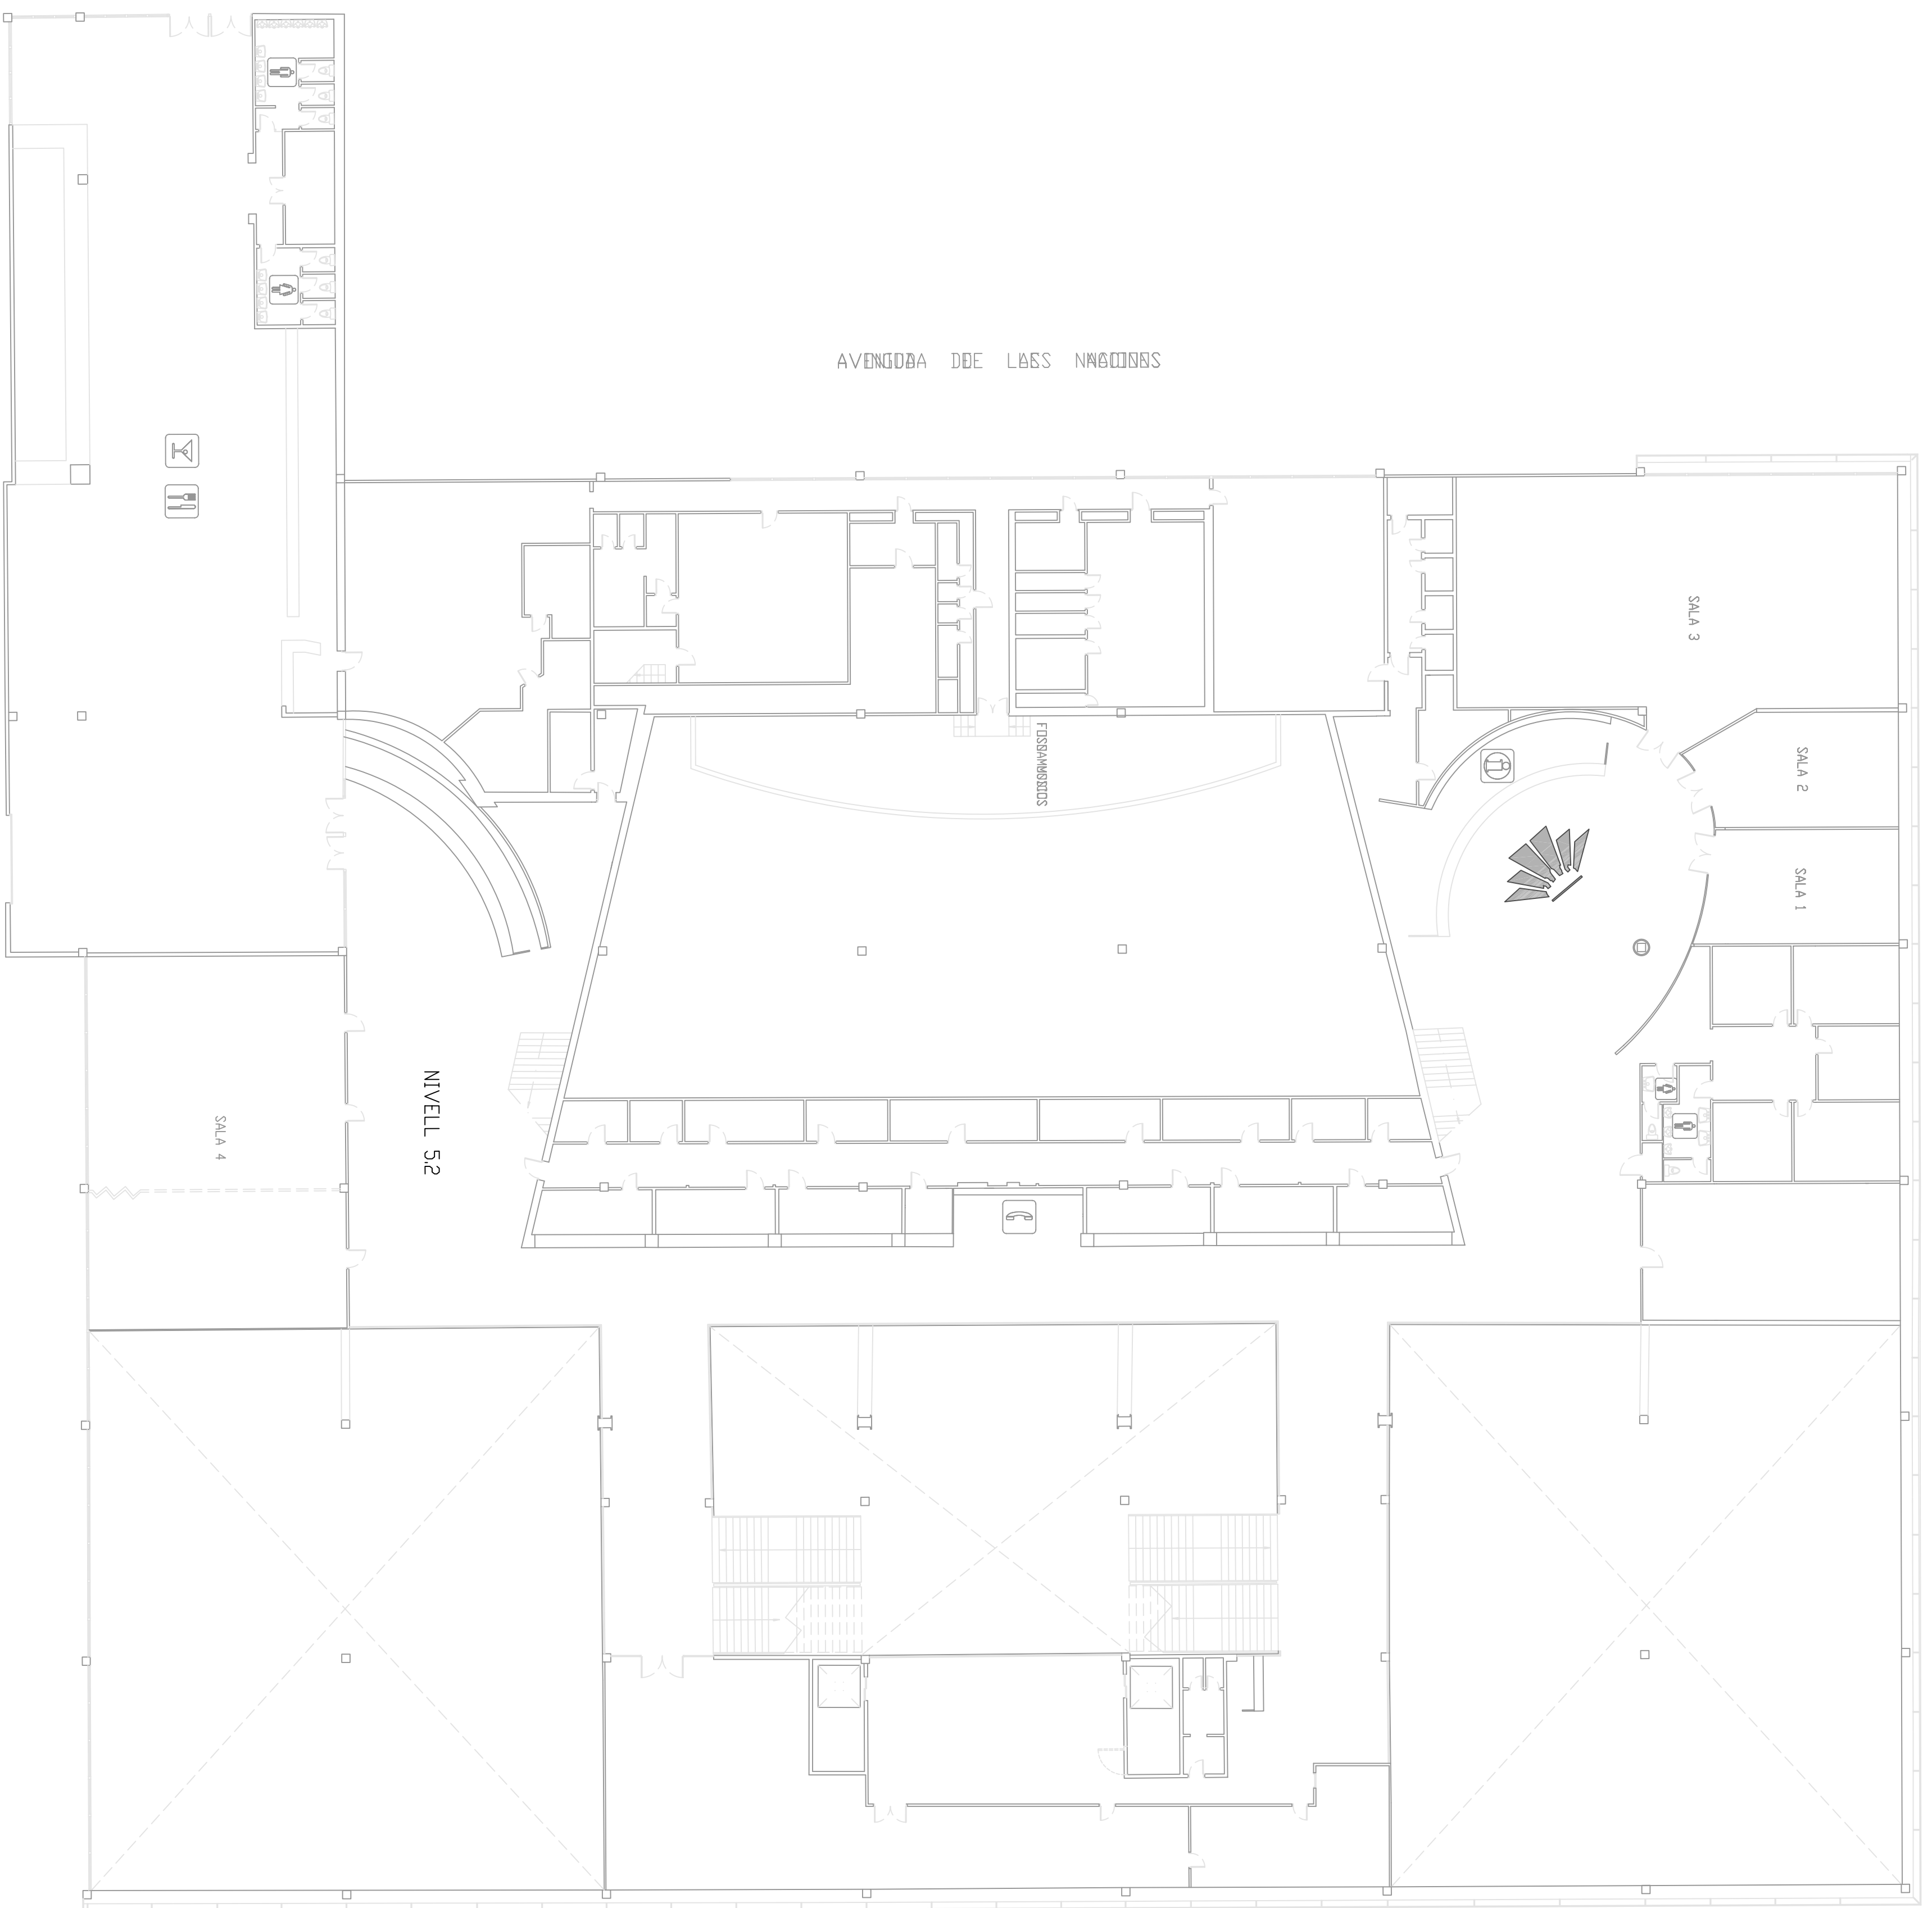 AVENIDA DE LAS NACIONES
SALA 3
SALA 2
SALA 1
NIVELL 5,2
SALA 4